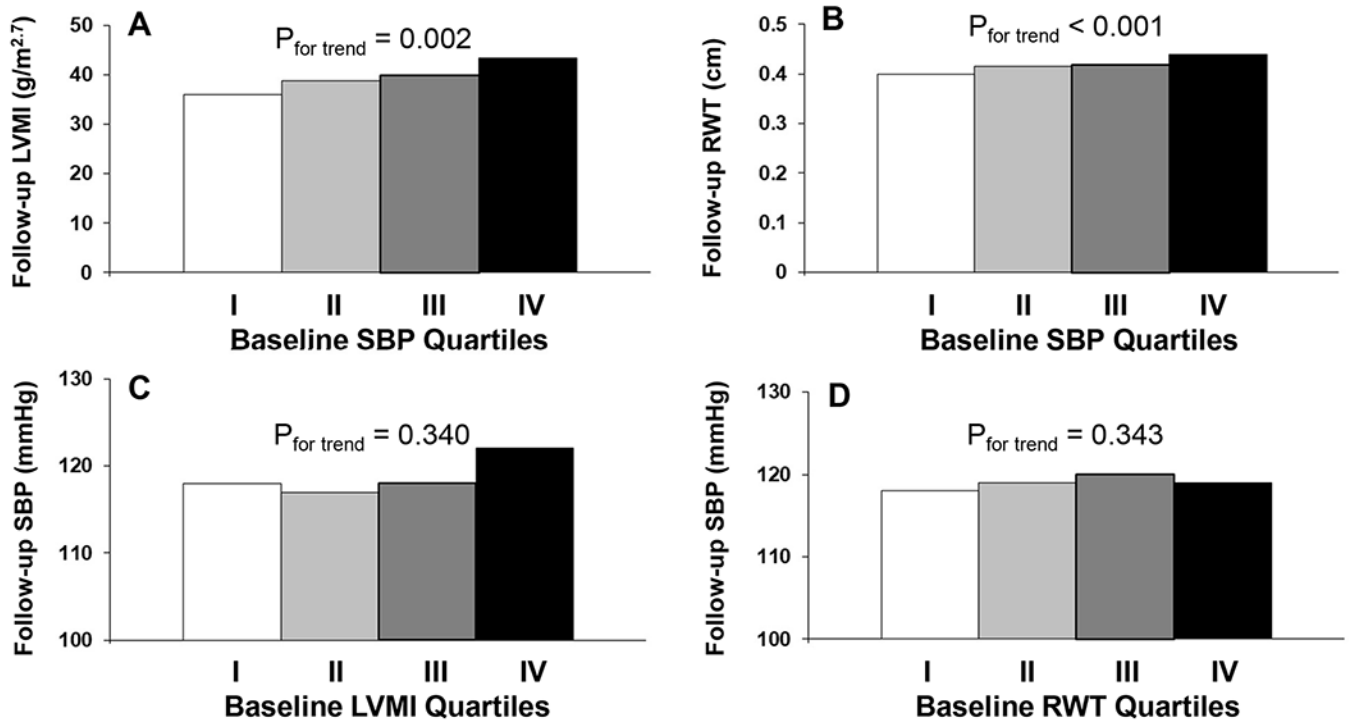 A
P for trend = 0.002
Follow-up LVMI (g/m2.7)
50
40
30
20
10
0
I II III IV
Baseline SBP Quartiles
B
P for trend < 0.001
Follow-up RWT (cm)
0.5
0.4
0.3
0.2
0.1
0
I II III IV
Baseline SBP Quartiles
C
P for trend = 0.340
Follow-up SBP (mmHg)
130
120
110
100
I II III IV
Baseline LVMI Quartiles
D
P for trend = 0.343
Follow-up SBP (mmHg)
130
120
110
100
I II III IV
Baseline RWT Quartiles